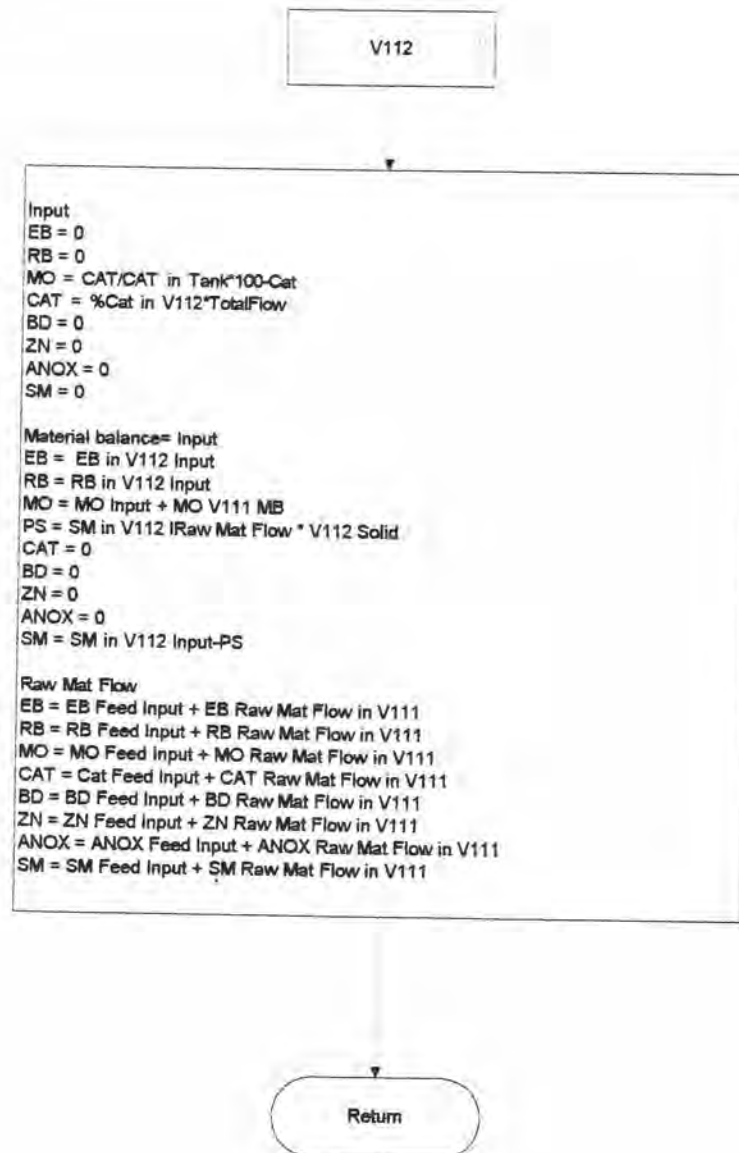 V112
Input
EB = 0
RB = 0
MO = CAT/CAT in Tank*100-Cat
CAT = %Cat in V112*TotalFlow
BD = 0
ZN = 0
ANOX = 0
SM = 0
Material balance= Input
EB = EB in V112 Input
RB = RB in V112 Input
MO = MO Input + MO V111 MB
PS = SM in V112 IRaw Mat Flow * V112 Solid
CAT = 0
BD = 0
ZN = 0
ANOX = 0
SM = SM in V112 Input-PS
Raw Mat Flow
EB = EB Feed Input + EB Raw Mat Flow in V111
RB = RB Feed Input + RB Raw Mat Flow in V111
MO = MO Feed Input + MO Raw Mat Flow in V111
CAT = Cat Feed Input + CAT Raw Mat Flow in V111
BD = BD Feed Input + BD Raw Mat Flow in V111
ZN = ZN Feed Input + ZN Raw Mat Flow in V111
ANOX = ANOX Feed Input + ANOX Raw Mat Flow in V111
SM = SM Feed Input + SM Raw Mat Flow in V111
Return